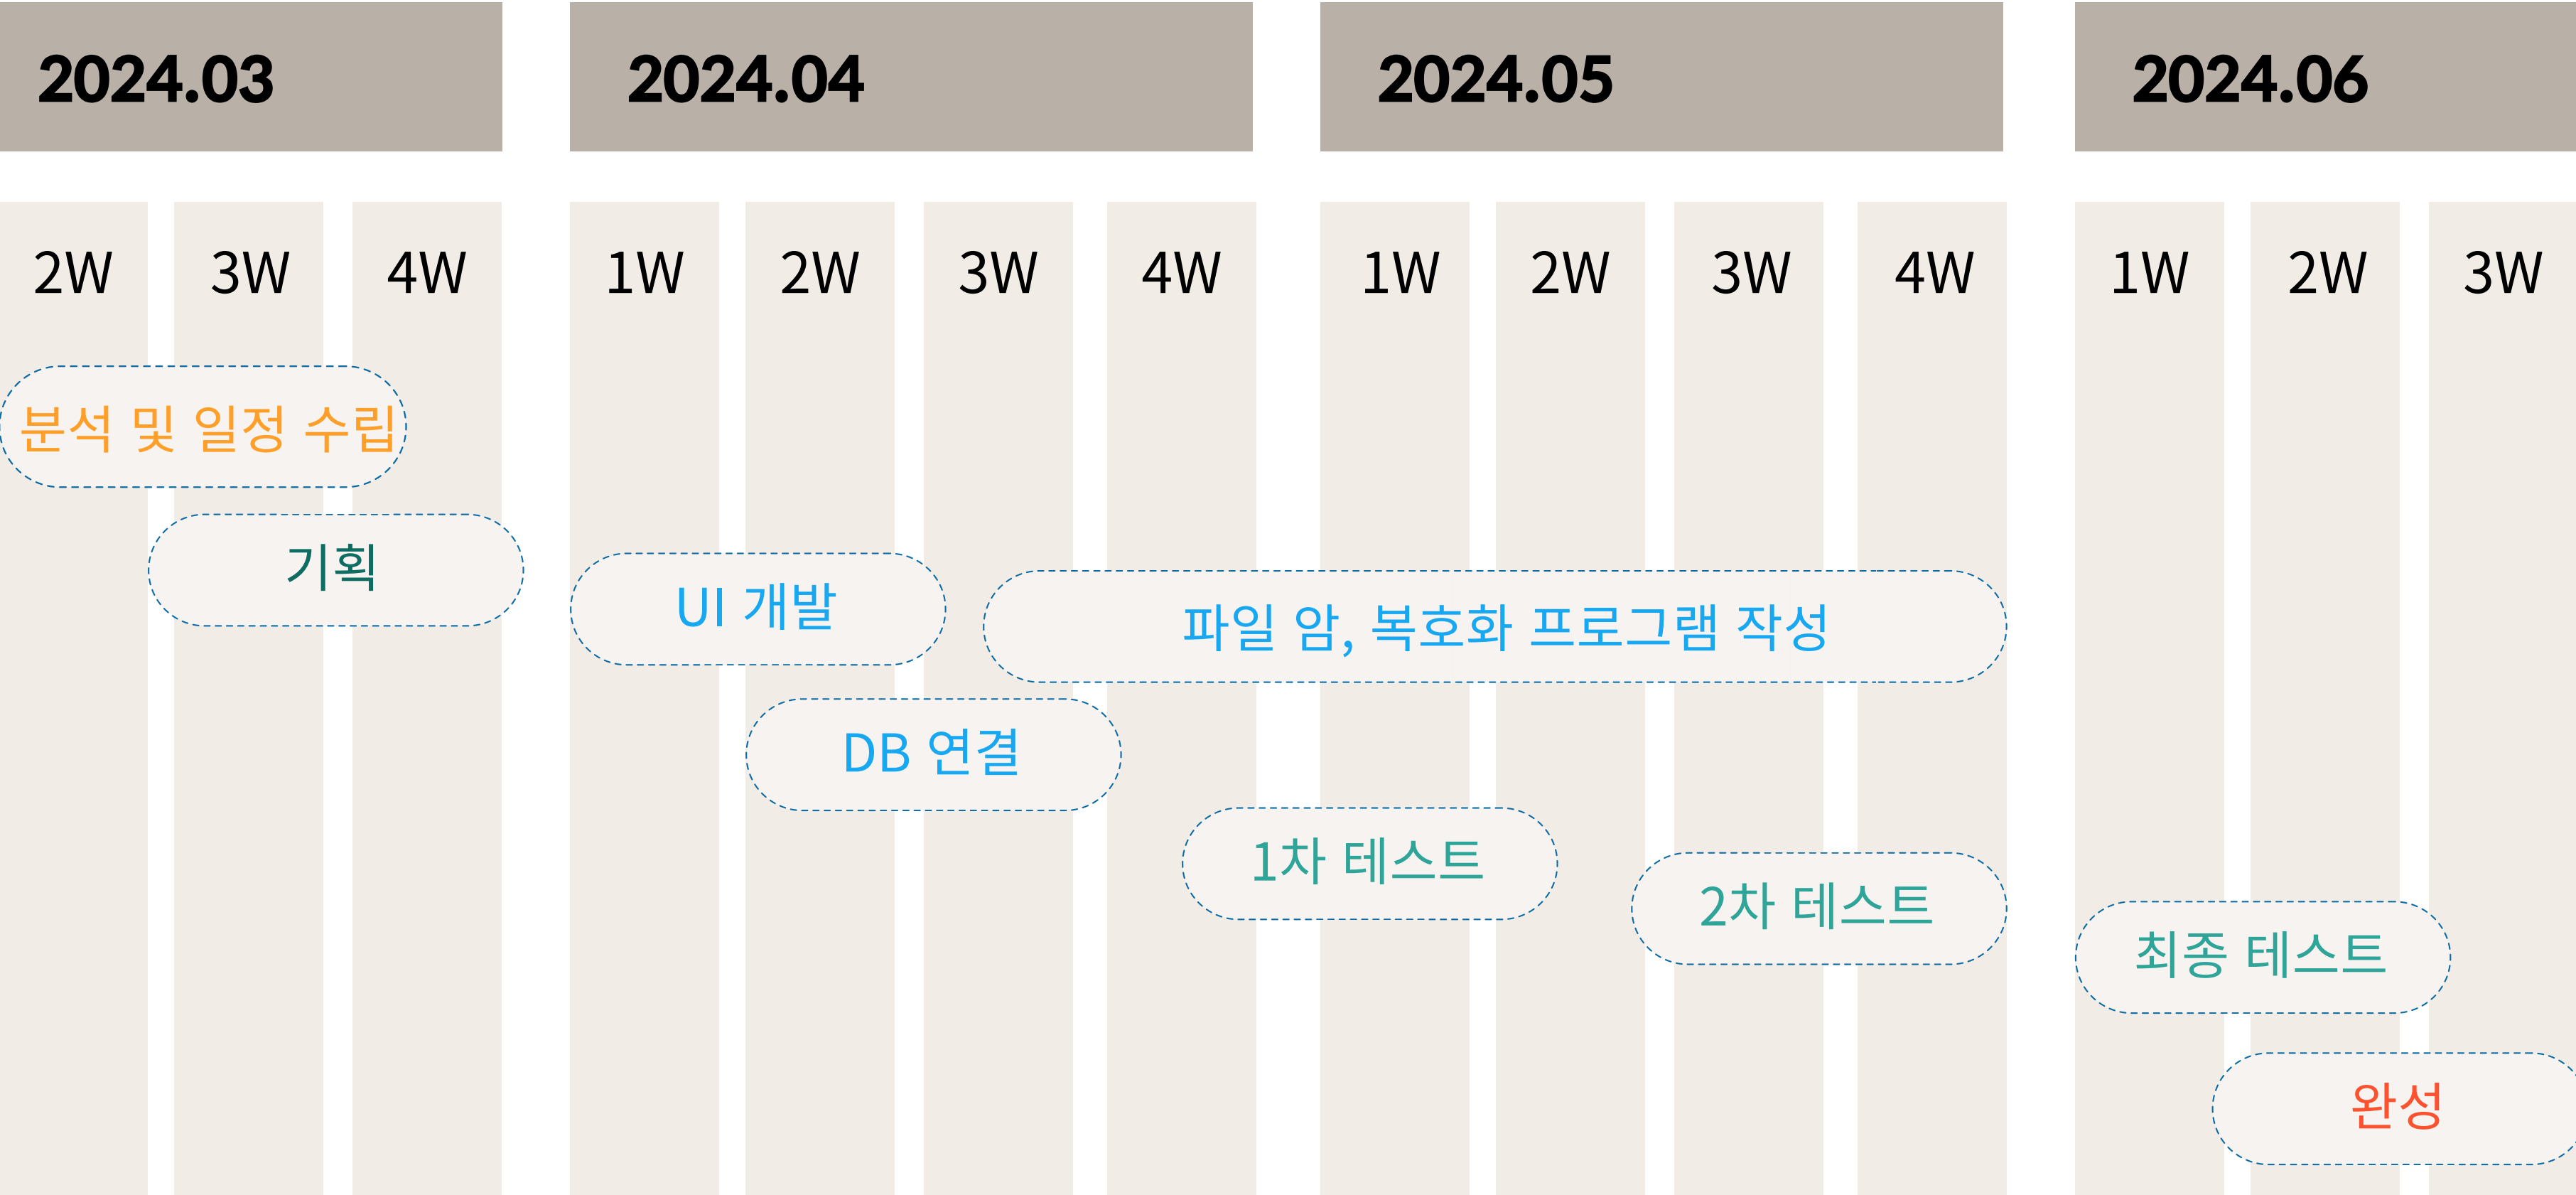 2024.03
2024.04
2024.05
2024.06
2W
3W
4W
1W
2W
3W
4W
1W
2W
3W
4W
1W
2W
3W
분석 및 일정 수립
기획
UI 개발
파일 암, 복호화 프로그램 작성
DB 연결
1차 테스트
2차 테스트
최종 테스트
완성